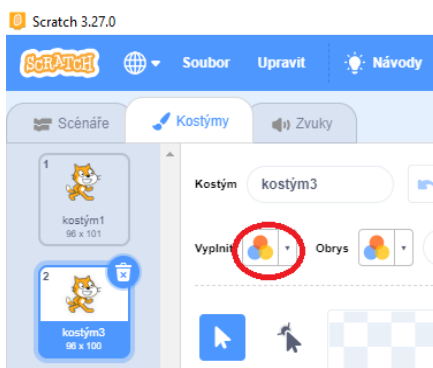 Scratch 3.27.0
SCRATCH Soubor Upravit Návody
Scénáře Kostýmy Zvuky
1
kostým1
96 x 101
2
kostým3
96 x 100
Kostým kostým3
Vyplnit Obrys